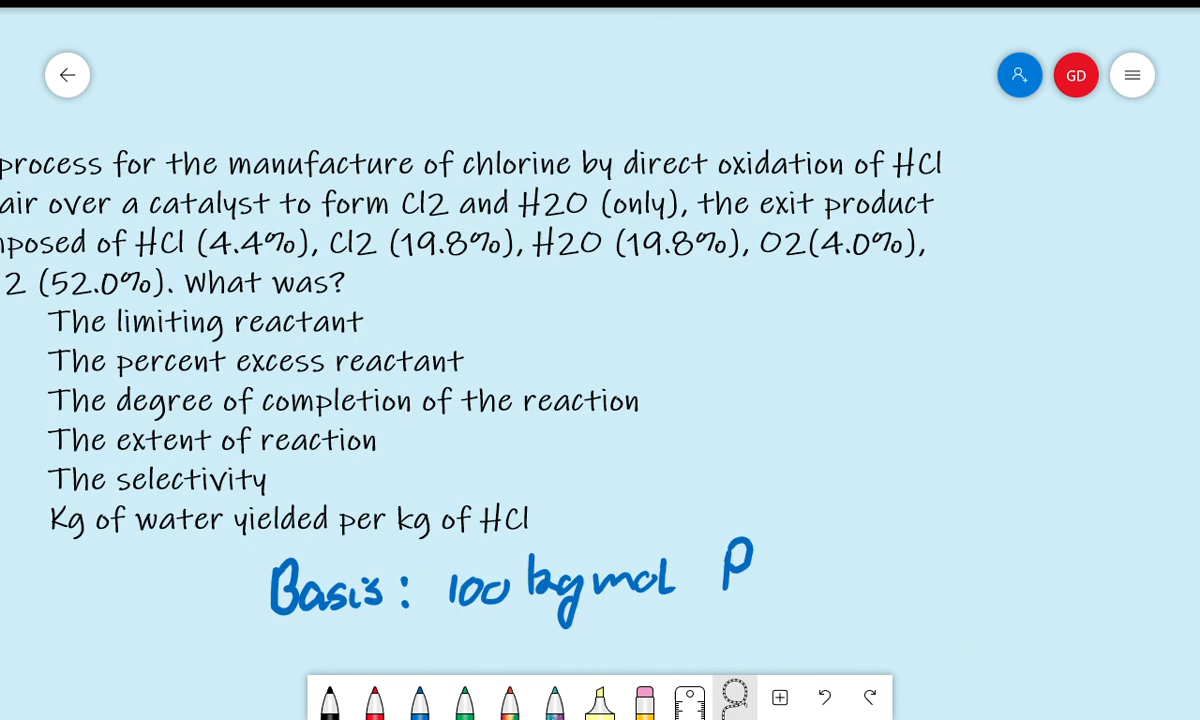 GD
process for the manufacture of chlorine by direct oxidation of HCl
air over a catalyst to form Cl2 and H2O (only), the exit product
posed of HCl (4.4%), Cl2 (19.8%), H2O (19.8%), O2(4.0%),
2 (52.0%). What was?
The limiting reactant
The percent excess reactant
The degree of completion of the reaction
The extent of reaction
The selectivity
Kg of water yielded per kg of HCl
Basis: 100 kg mol P